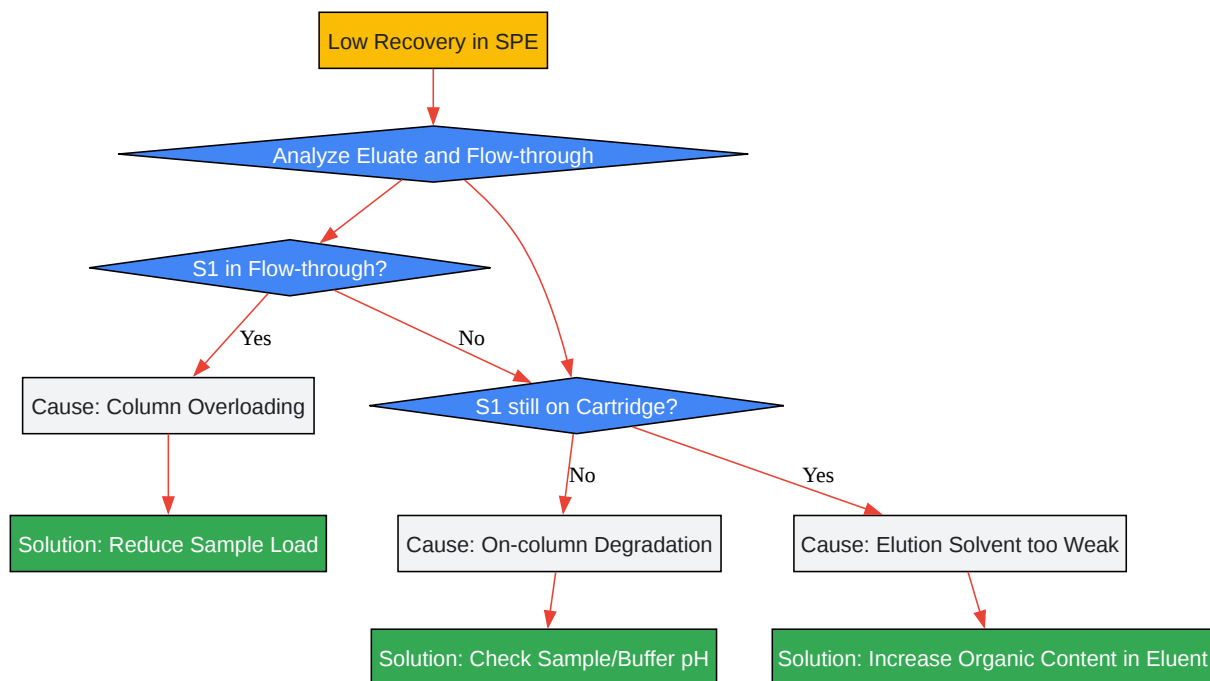 Low Recovery in SPE
Analyze Eluate and Flow-through
S1 in Flow-through?
Yes
No
Cause: Column Overloading
S1 still on Cartridge?
No
Yes
Solution: Reduce Sample Load
Cause: On-column Degradation
Cause: Elution Solvent too Weak
Solution: Check Sample/Buffer pH
Solution: Increase Organic Content in Eluent